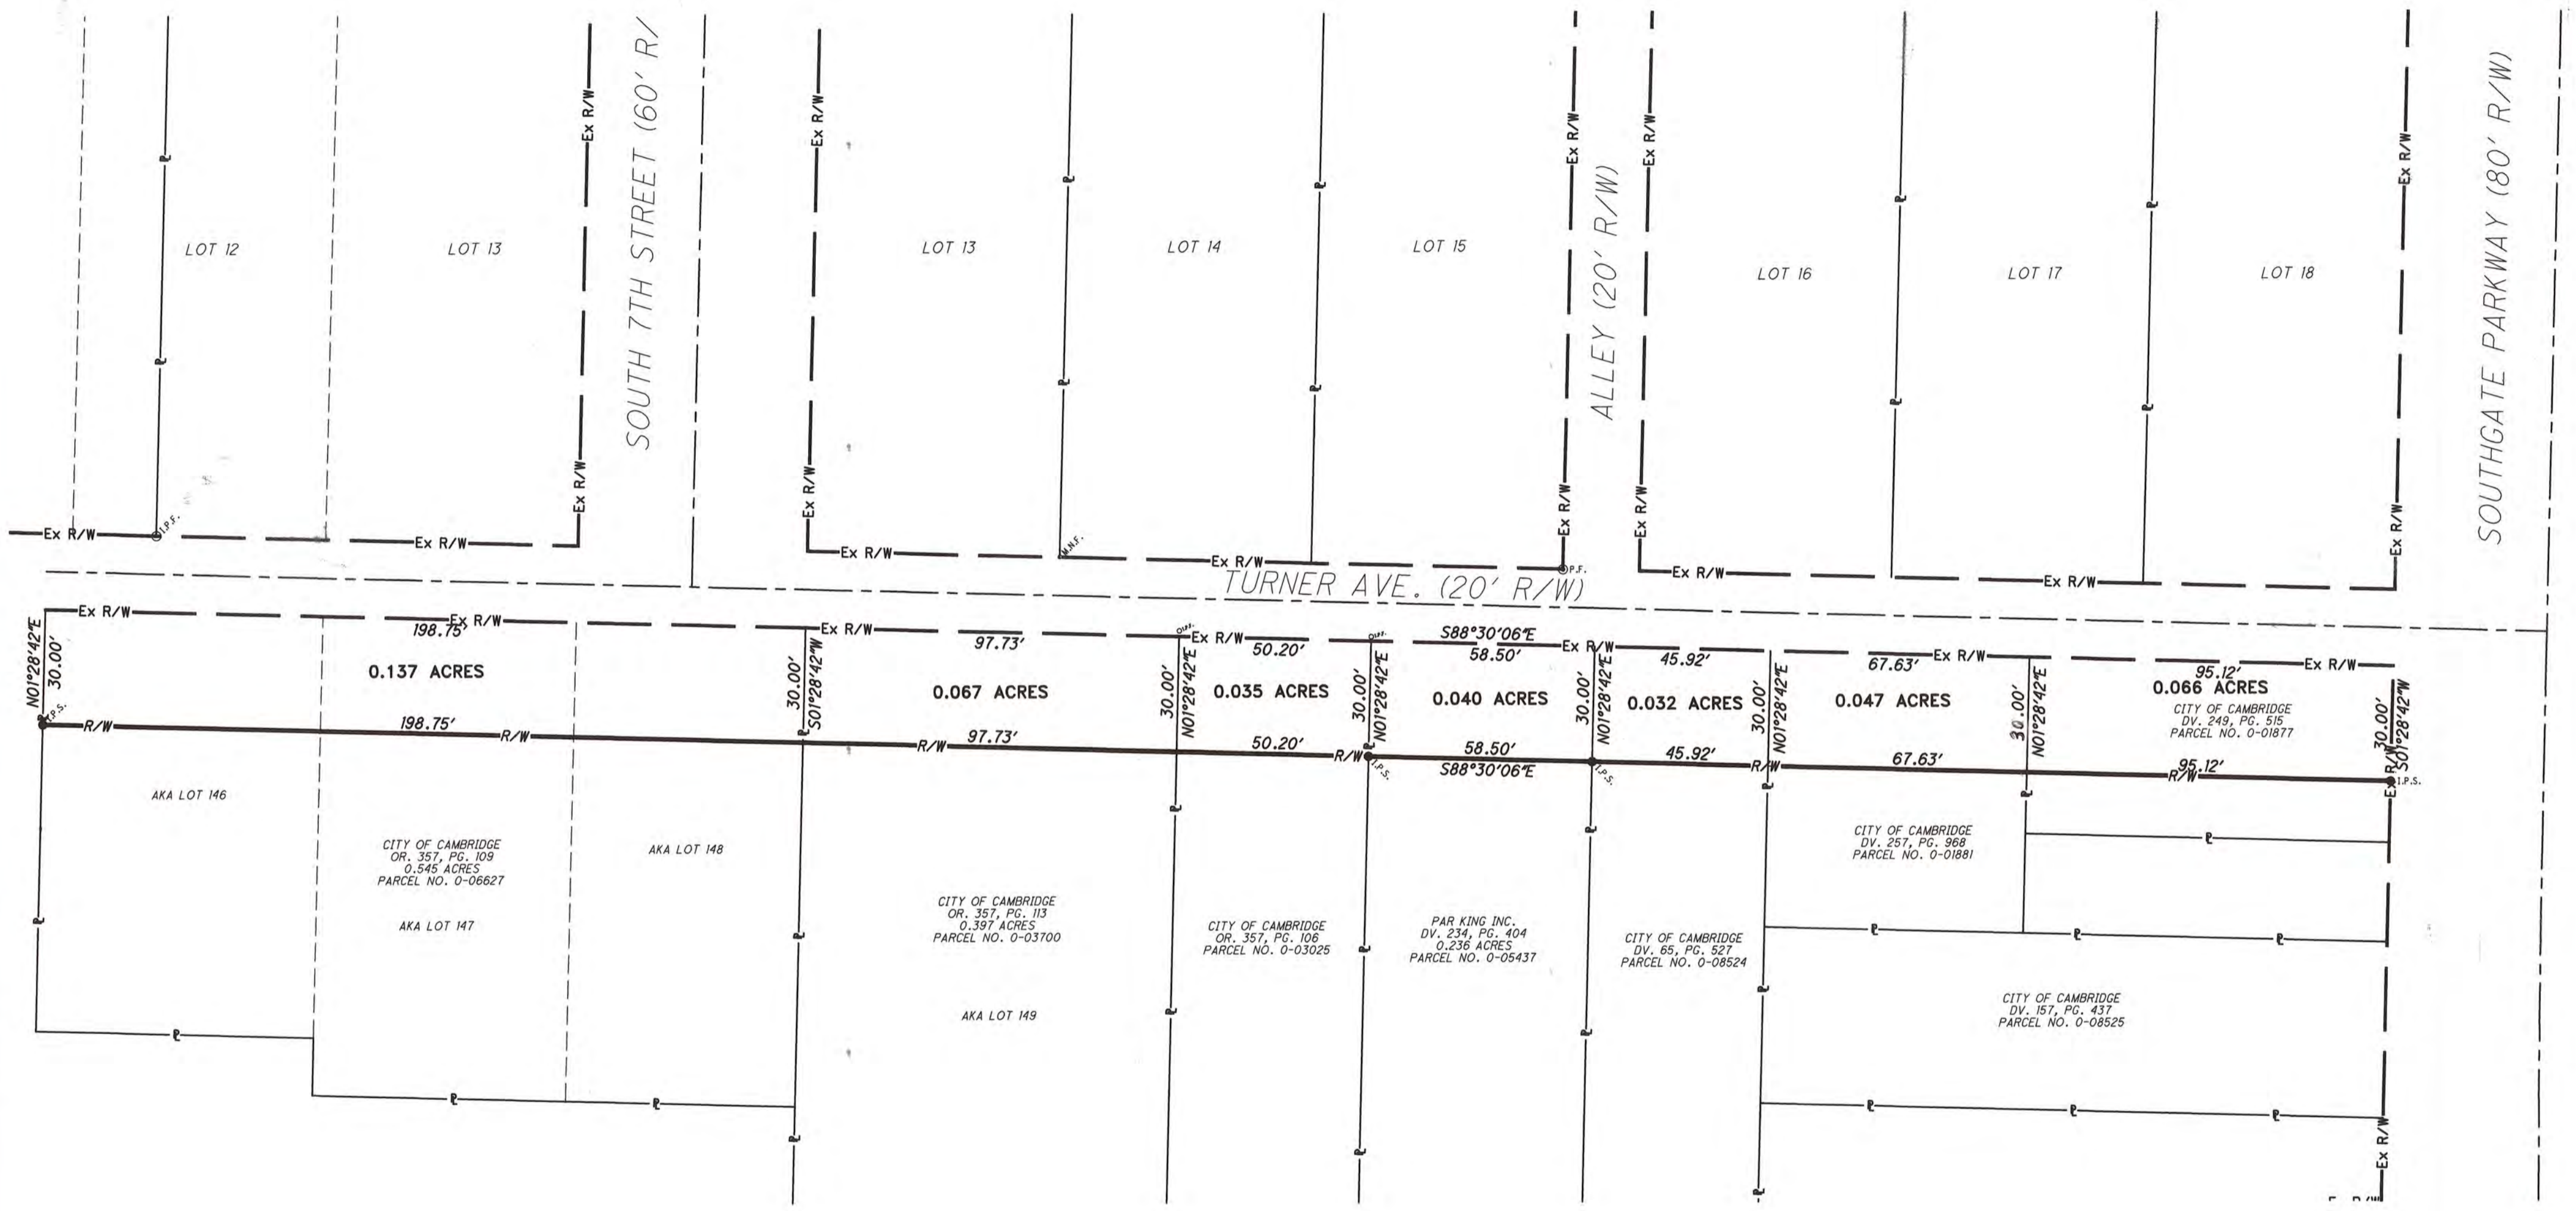 SOUTH 7TH STREET (60' R/
ALLEY (20' R/W)
SOUTHGATE PARKWAY (80' R/W)
Ex R/W
Ex R/W
Ex R/W
Ex R/W
Ex R/W
Ex R/W
Ex R/W
Ex R/W
Ex R/W
Ex R/W
LOT 12
LOT 13
LOT 13
LOT 14
LOT 15
LOT 16
LOT 17
LOT 18
Ex R/W
I.P.F.
Ex R/W
Ex R/W
M.N.F.
Ex R/W
P.F.
Ex R/W
Ex R/W
TURNER AVE. (20' R/W)
Ex R/W
Ex R/W
Ex R/W
Ex R/W
Ex R/W
Ex R/W
Ex R/W
N01°28'42"E
30.00'
198.75'
0.137 ACRES
198.75'
I.P.S.
R/W
R/W
30.00'
S01°28'42"W
97.73'
0.067 ACRES
97.73'
R/W
30.00'
N01°28'42"E
50.20'
0.035 ACRES
50.20'
R/W
30.00'
N01°28'42"E
I.P.S.
S88°30'06"E
58.50'
0.040 ACRES
58.50'
S88°30'06"E
30.00'
N01°28'42"E
I.P.S.
45.92'
0.032 ACRES
45.92'
R/W
30.00'
N01°28'42"E
67.63'
0.047 ACRES
67.63'
30.00'
N01°28'42"E
95.12'
0.066 ACRES
CITY OF CAMBRIDGE
DV. 249, PG. 515
PARCEL NO. 0-01877
95.12'
R/W
30.00'
S01°28'42"W
Ex R/W
I.P.S.
AKA LOT 146
CITY OF CAMBRIDGE
OR. 357, PG. 109
0.545 ACRES
PARCEL NO. 0-06627
AKA LOT 147
AKA LOT 148
CITY OF CAMBRIDGE
OR. 357, PG. 113
0.397 ACRES
PARCEL NO. 0-03700
AKA LOT 149
CITY OF CAMBRIDGE
OR. 357, PG. 106
PARCEL NO. 0-03025
PAR KING INC.
DV. 234, PG. 404
0.236 ACRES
PARCEL NO. 0-05437
CITY OF CAMBRIDGE
DV. 65, PG. 527
PARCEL NO. 0-08524
CITY OF CAMBRIDGE
DV. 257, PG. 968
PARCEL NO. 0-01881
CITY OF CAMBRIDGE
DV. 157, PG. 437
PARCEL NO. 0-08525
Ex R/W